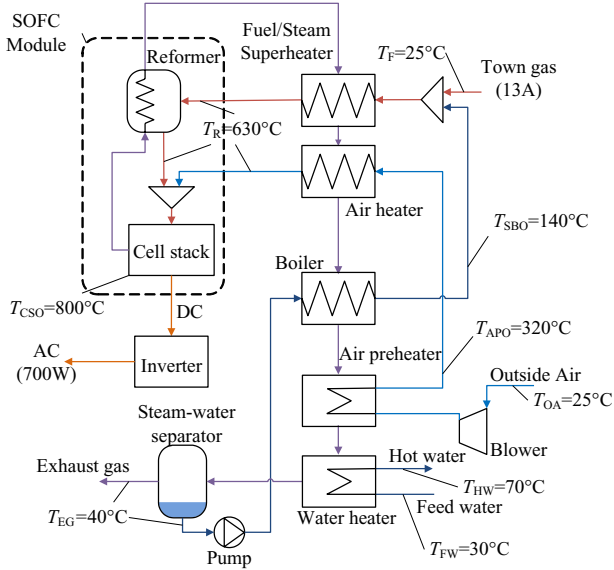 SOFC
Module
Reformer
Fuel/Steam
Superheater
T_F=25°C
Town gas
(13A)
T_R=630°C
Air heater
Cell stack
T_SBO=140°C
Boiler
T_CSO=800°C
DC
AC
(700W)
Inverter
Air preheater
T_APO=320°C
Outside Air
T_OA=25°C
Blower
Steam-water
separator
Exhaust gas
Hot water
T_HW=70°C
T_EG=40°C
Feed water
Water heater
Pump
T_FW=30°C